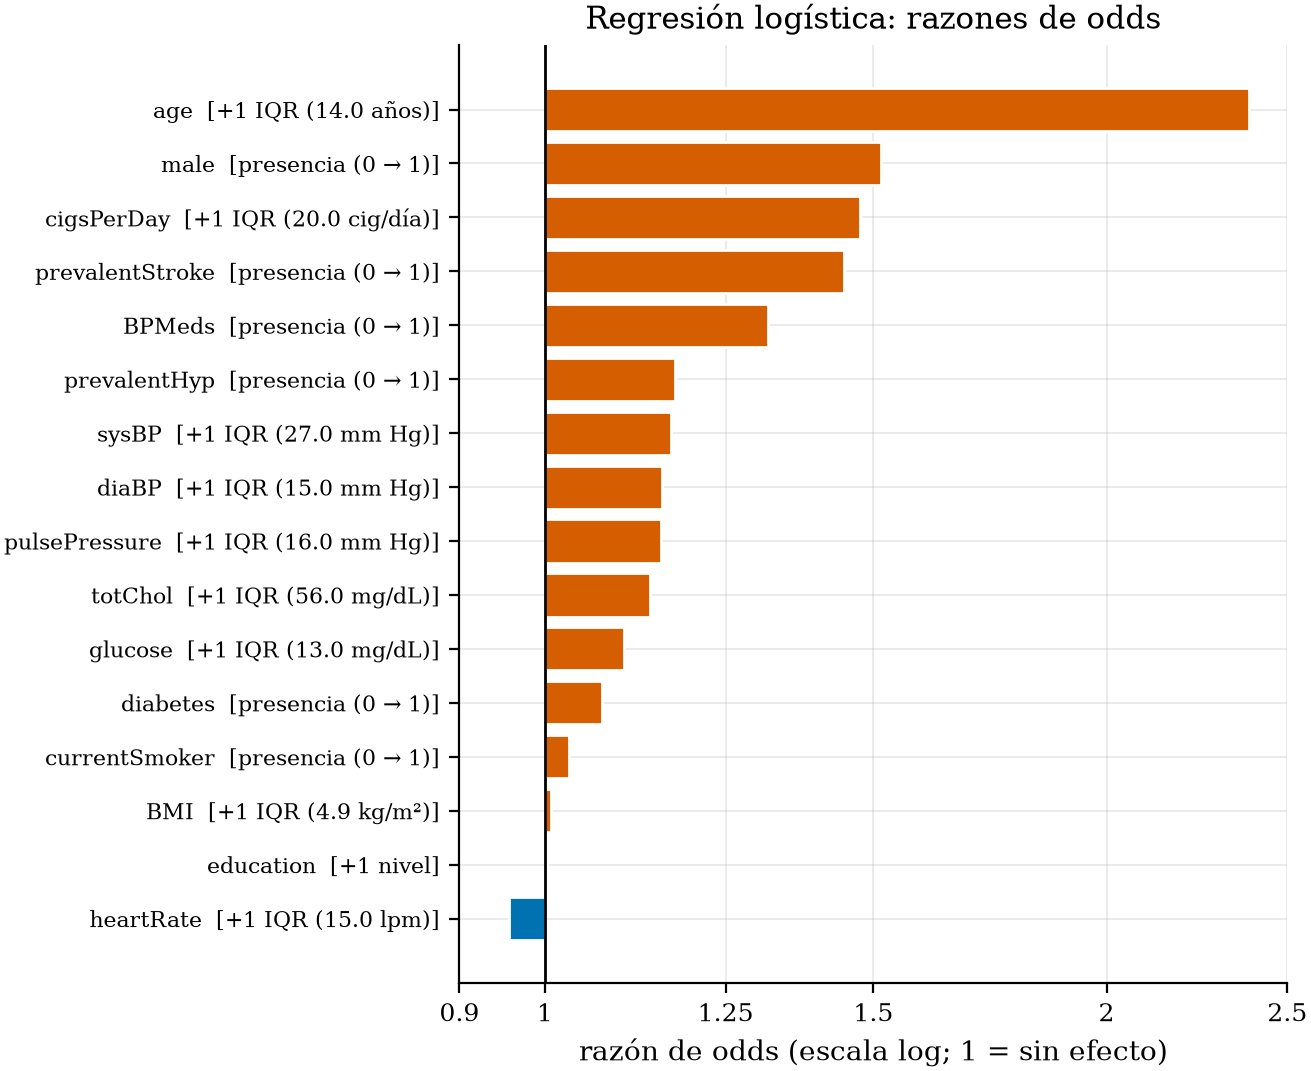 Regresión logística: razones de odds
age [+1 IQR (14.0 años)]
male [presencia (0 → 1)]
cigsPerDay [+1 IQR (20.0 cig/día)]
prevalentStroke [presencia (0 → 1)]
BPMeds [presencia (0 → 1)]
prevalentHyp [presencia (0 → 1)]
sysBP [+1 IQR (27.0 mm Hg)]
diaBP [+1 IQR (15.0 mm Hg)]
pulsePressure [+1 IQR (16.0 mm Hg)]
totChol [+1 IQR (56.0 mg/dL)]
glucose [+1 IQR (13.0 mg/dL)]
diabetes [presencia (0 → 1)]
currentSmoker [presencia (0 → 1)]
BMI [+1 IQR (4.9 kg/m²)]
education [+1 nivel]
heartRate [+1 IQR (15.0 lpm)]
0.9 1 1.25 1.5 2 2.5
razón de odds (escala log; 1 = sin efecto)